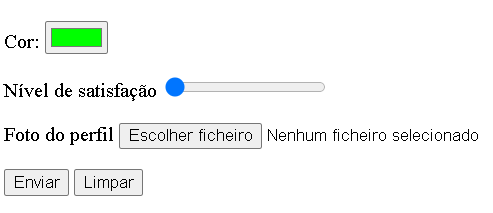 Cor:
Nível de satisfação
Foto do perfil Escolher ficheiro Nenhum ficheiro selecionado
Enviar Limpar